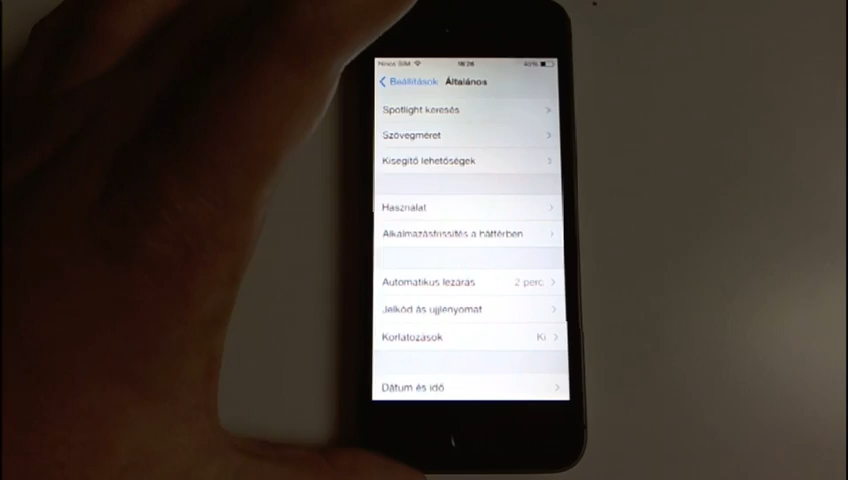 Nincs SIM 18:26 40%
Beállítások Általános
Spotlight keresés
Szövegméret
Kisegítő lehetőségek
Használat
Alkalmazásfrissítés a háttérben
Automatikus lezárás 2 perc
Jelkód és ujjlenyomat
Korlátozások Ki
Dátum és idő